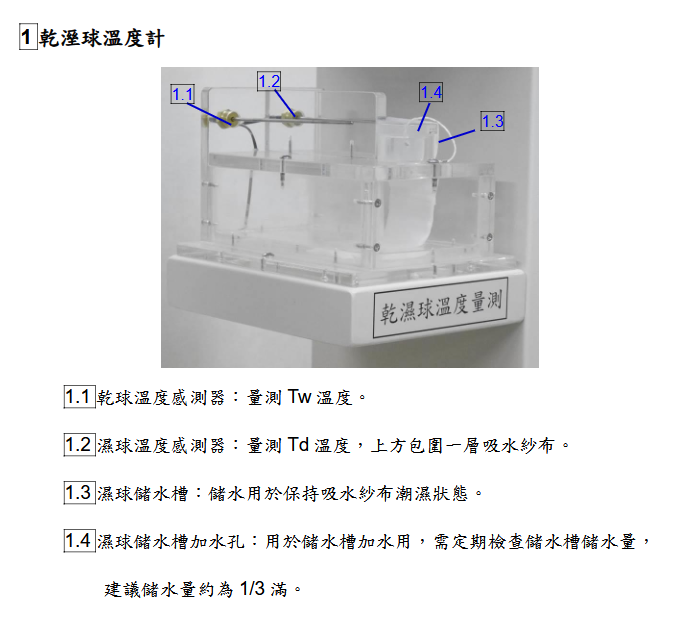 1 乾溼球溫度計
1.1
1.2
1.4
1.3
乾濕球溫度量測
1.1 乾球溫度感測器：量測 Tw 溫度。
1.2 濕球溫度感測器：量測 Td 溫度，上方包圍一層吸水紗布。
1.3 濕球儲水槽：儲水用於保持吸水紗布潮濕狀態。
1.4 濕球儲水槽加水孔：用於儲水槽加水用，需定期檢查儲水槽儲水量，
建議儲水量約為 1/3 滿。